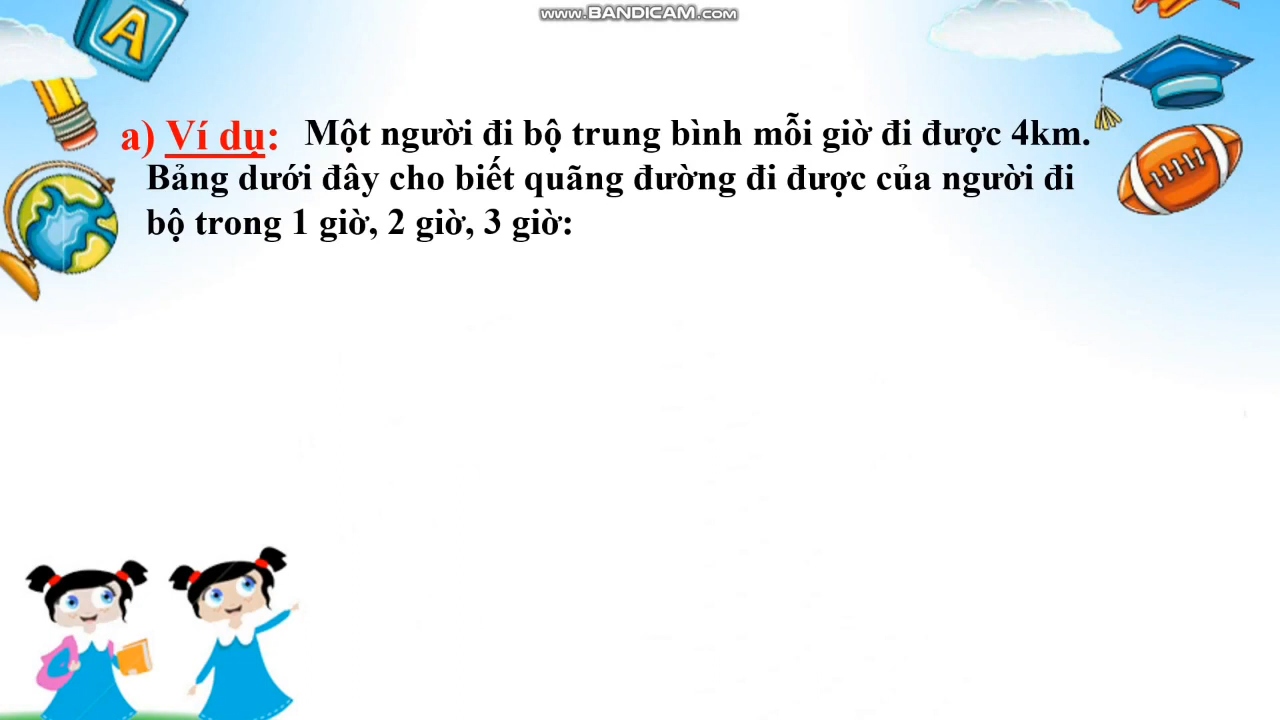 www.BANDICAM.com
A
a) Ví dụ: Một người đi bộ trung bình mỗi giờ đi được 4km.
Bảng dưới đây cho biết quãng đường đi được của người đi
bộ trong 1 giờ, 2 giờ, 3 giờ: